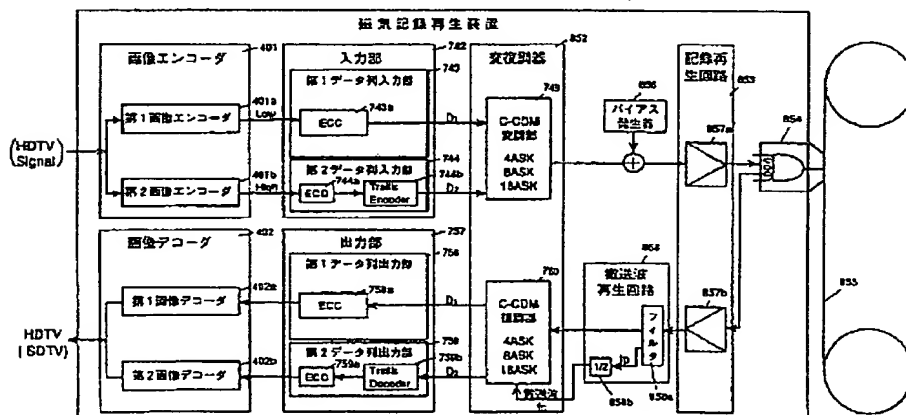 磁気記録再生装置
画像エンコーダ
401
入力部
742
第1データ列入力部
743
変復調器
852
記録再生回路
853
第1画像エンコーダ
401a
Low
ECC
743a
D1
749
C-CDM
変調器
4ASK
8ASK
16ASK
856
バイアス
発生器
857a
854
(HDTV
Signal)
第2画像エンコーダ
401b
High
第2データ列入力部
744
ECC
744a
Trellis
Encoder
744b
D2
画像デコーダ
402
出力部
757
第1データ列出力部
758
第1画像デコーダ
402a
ECC
758a
D1
760
C-CDM
復調器
4ASK
8ASK
16ASK
858
搬送波
再生回路
フィルタ
858a
857b
855
HDTV
(SDTV)
第2画像デコーダ
402b
第2データ列出力部
759
ECC
759a
Trellis
Decoder
759b
D2
搬送波
1/2
858b